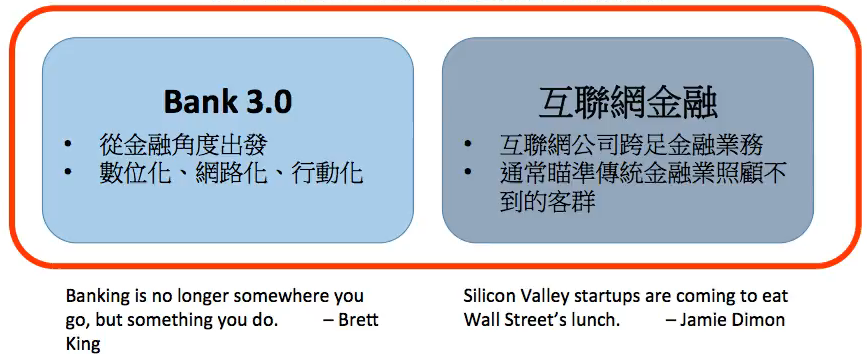 Bank 3.0
• 從金融角度出發
• 數位化、網路化、行動化
互聯網金融
• 互聯網公司跨足金融業務
• 通常瞄準傳統金融業照顧不
到的客群
Banking is no longer somewhere you
go, but something you do. – Brett
King
Silicon Valley startups are coming to eat
Wall Street’s lunch. – Jamie Dimon